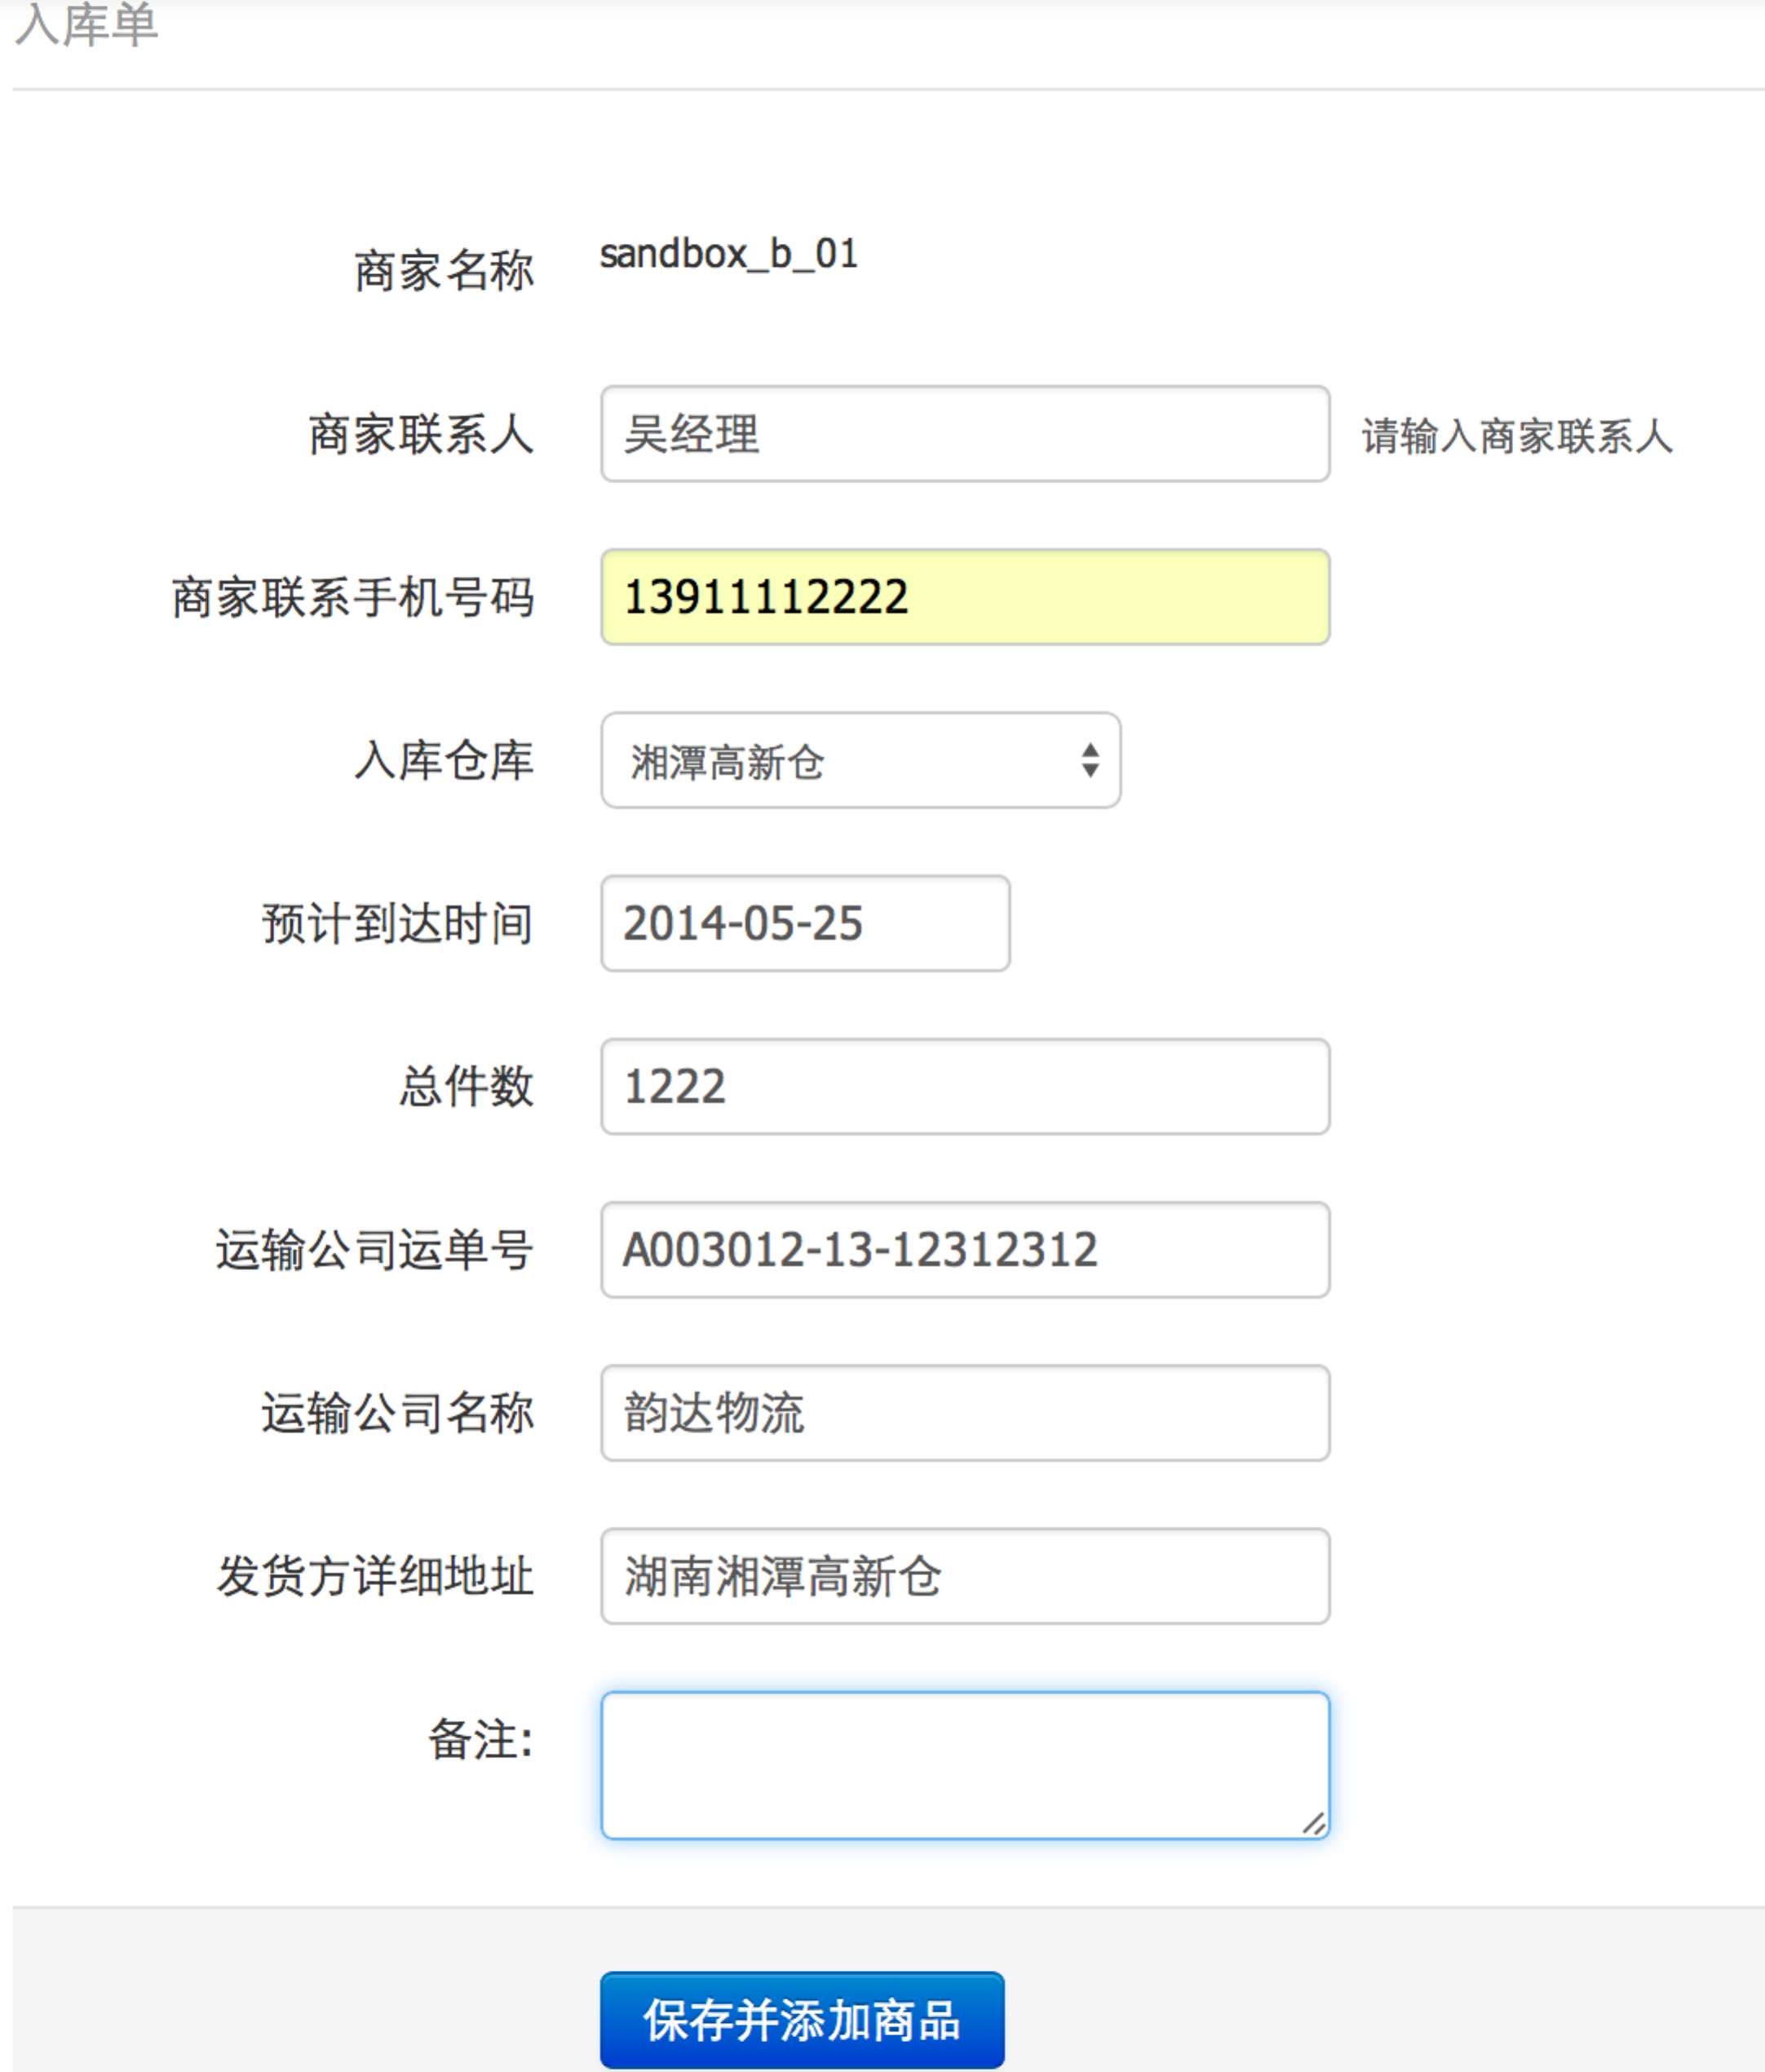 入库单
商家名称 sandbox_b_01
商家联系人 吴经理 请输入商家联系人
商家联系手机号码 13911112222
入库仓库 湘潭高新仓
预计到达时间 2014-05-25
总件数 1222
运输公司运单号 A003012-13-12312312
运输公司名称 韵达物流
发货方详细地址 湖南湘潭高新仓
备注:
保存并添加商品